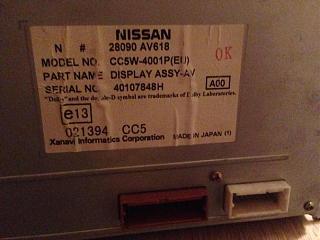 NISSAN
N # 28090 AV618
OK
MODEL NO. CC5W-4001P(EU)
PART NAME DISPLAY ASSY-AV
SERIAL NO. 40107848H
A00
"Dolby" and the double-D symbol are trademarks of Dolby Laboratories.
e13
021394 CC5
Xanavi Informatics Corporation MADE IN JAPAN (1)